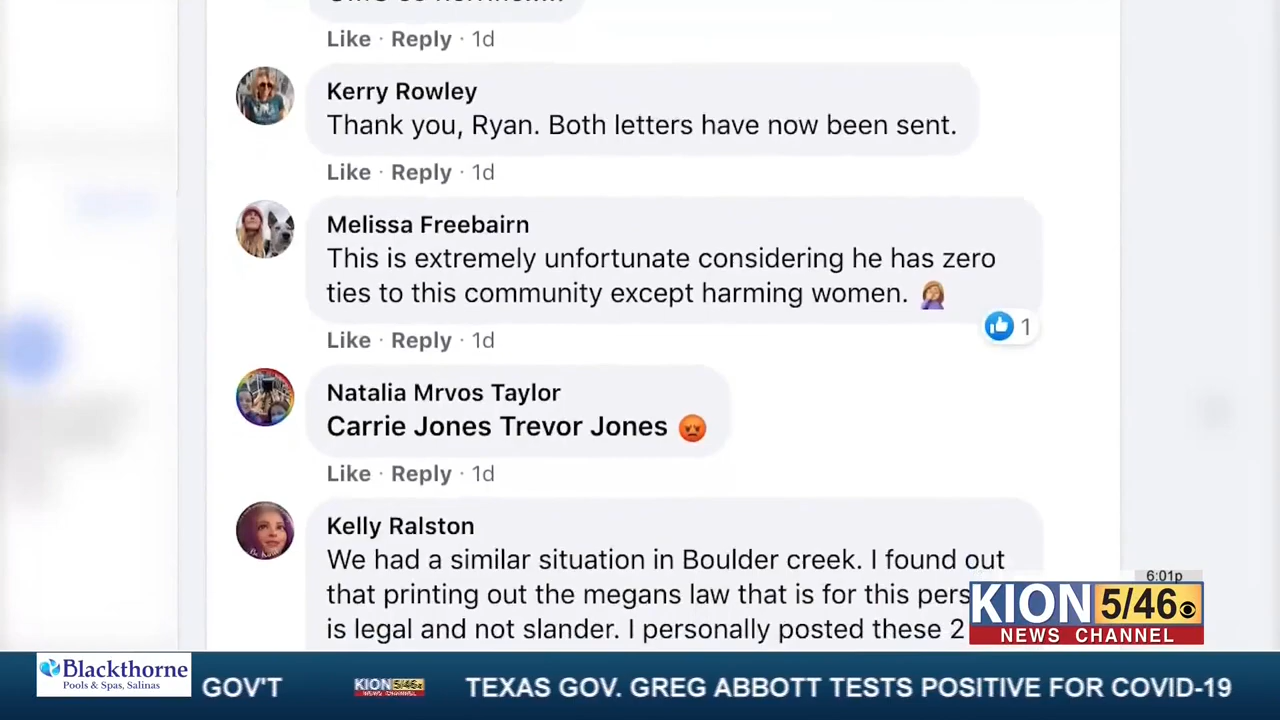 Like · Reply · 1d
Kerry Rowley
Thank you, Ryan. Both letters have now been sent.
Like · Reply · 1d
Melissa Freebairn
This is extremely unfortunate considering he has zero
ties to this community except harming women. 🤦🏼‍♀️
1
Like · Reply · 1d
Natalia Mrvos Taylor
Carrie Jones Trevor Jones 😡
Like · Reply · 1d
Kelly Ralston
We had a similar situation in Boulder creek. I found out
that printing out the megans law that is for this pers
is legal and not slander. I personally posted these 2
6:01p
KION 5/46
NEWS CHANNEL
Blackthorne
Pools & Spas, Salinas
GOV'T
KION 5/46
NEWS CHANNEL
TEXAS GOV. GREG ABBOTT TESTS POSITIVE FOR COVID-19